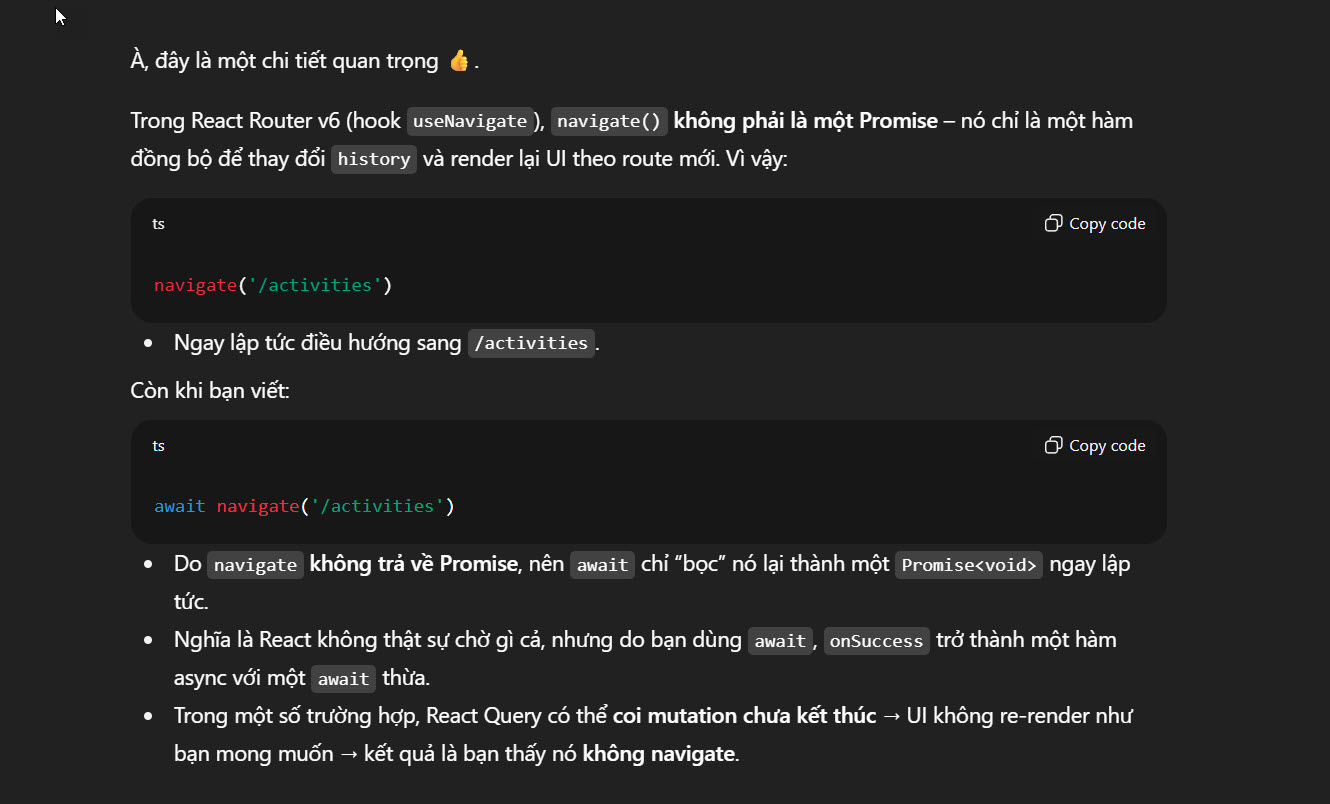 À, đây là một chi tiết quan trọng 👍.
Trong React Router v6 (hook useNavigate), navigate() không phải là một Promise – nó chỉ là một hàm
đồng bộ để thay đổi history và render lại UI theo route mới. Vì vậy:
ts
Copy code
navigate('/activities')
• Ngay lập tức điều hướng sang /activities.
Còn khi bạn viết:
ts
Copy code
await navigate('/activities')
• Do navigate không trả về Promise, nên await chỉ "bọc" nó lại thành một Promise<void> ngay lập
tức.
• Nghĩa là React không thật sự chờ gì cả, nhưng do bạn dùng await, onSuccess trở thành một hàm
async với một await thừa.
• Trong một số trường hợp, React Query có thể coi mutation chưa kết thúc → UI không re-render như
bạn mong muốn → kết quả là bạn thấy nó không navigate.